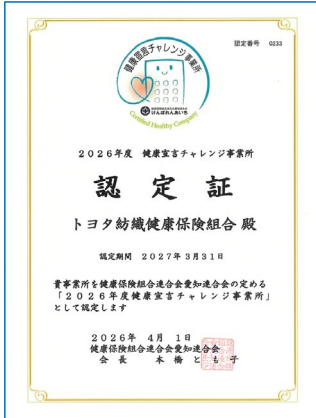 認定番号 0233
健康宣言チャレンジ事業所
けんぽれんあいち
Certified Healthy Company
2026年度 健康宣言チャレンジ事業所
認定証
トヨタ紡織健康保険組合 殿
認定期間 2027年3月31日
貴事業所を健康保険組合連合会愛知連合会の定める
「2026年度健康宣言チャレンジ事業所」
として認定します
2026年 4月 1日
健康保険組合連合会愛知連合会
会長 本橋とも子